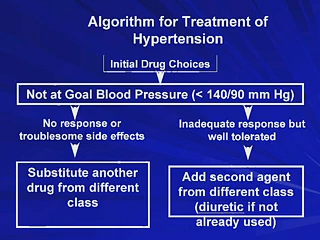 Algorithm for Treatment of
Hypertension
Initial Drug Choices
Not at Goal Blood Pressure (< 140/90 mm Hg)
No response or
troublesome side effects
Inadequate response but
well tolerated
Substitute another
drug from different
class
Add second agent
from different class
(diuretic if not
already used)